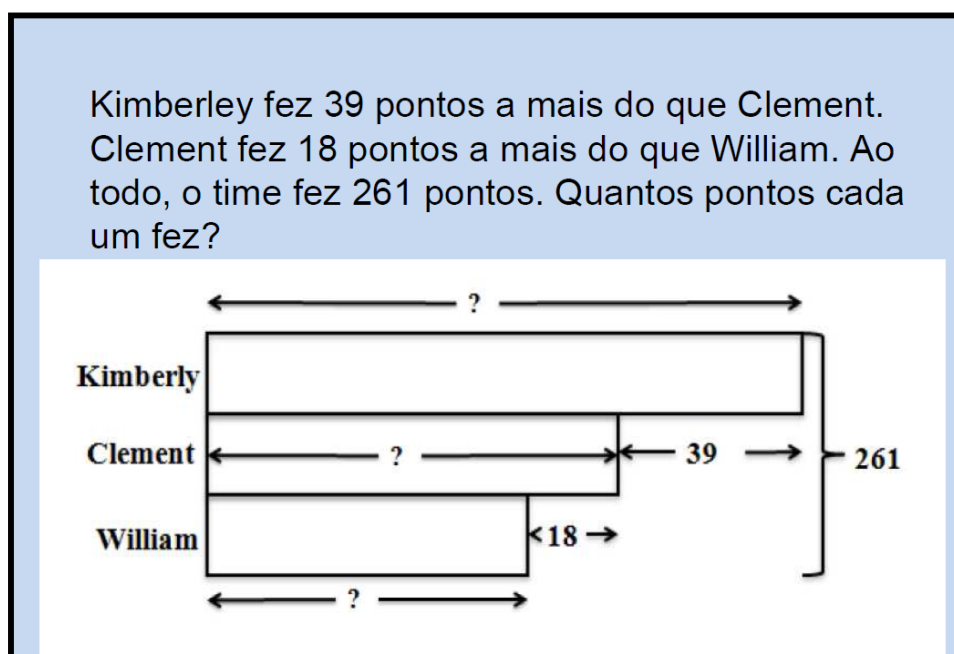 Kimberley fez 39 pontos a mais do que Clement.
Clement fez 18 pontos a mais do que William. Ao
todo, o time fez 261 pontos. Quantos pontos cada
um fez?
?
Kimberly
Clement
?
39
261
William
18
?